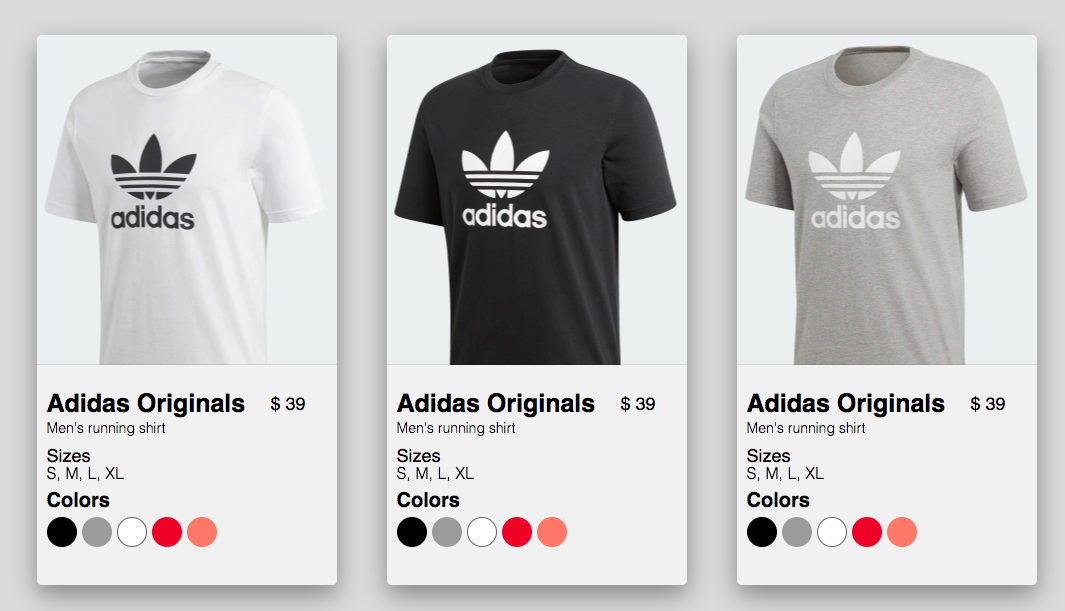 adidas
Adidas Originals $ 39
Men's running shirt
Sizes
S, M, L, XL
Colors
adidas
Adidas Originals $ 39
Men's running shirt
Sizes
S, M, L, XL
Colors
adidas
Adidas Originals $ 39
Men's running shirt
Sizes
S, M, L, XL
Colors